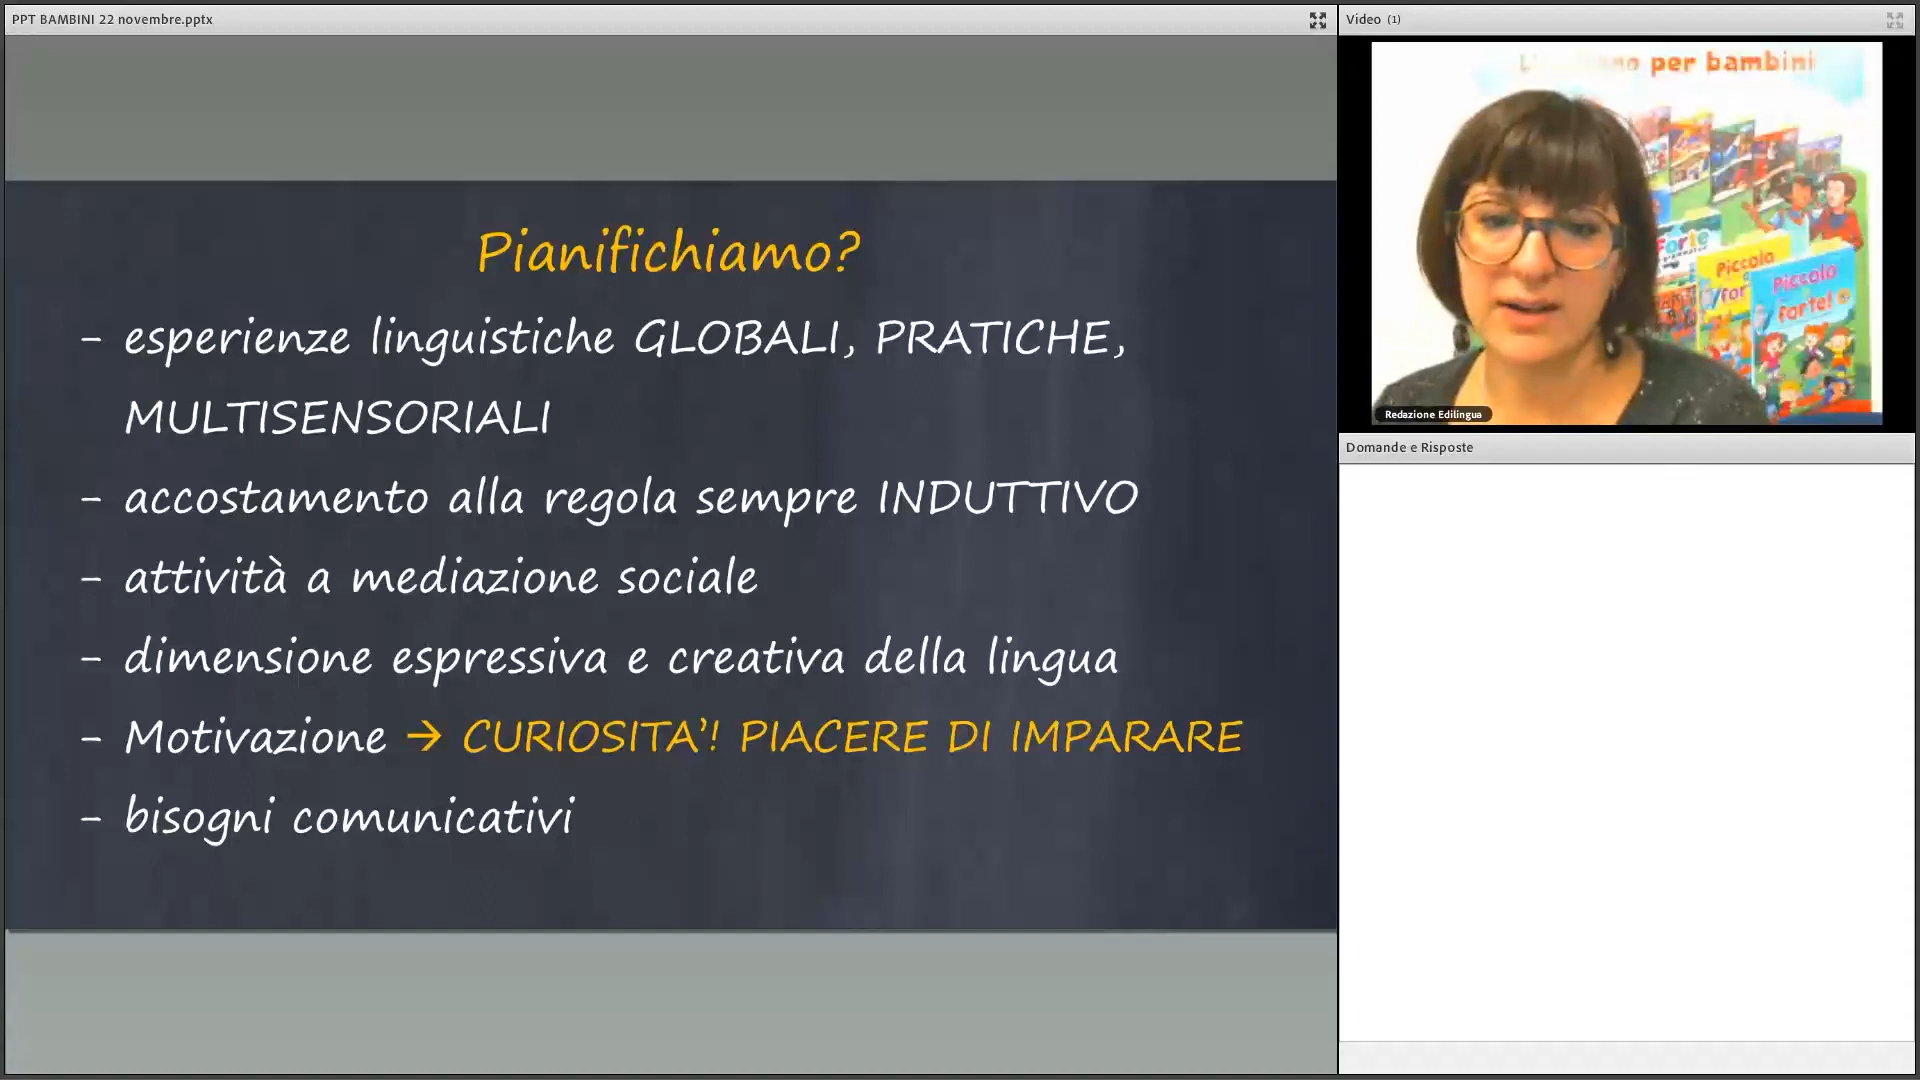 PPT BAMBINI 22 novembre.pptx
Pianifichiamo?
- esperienze linguistiche GLOBALI, PRATICHE,
MULTISENSORIALI
- accostamento alla regola sempre INDUTTIVO
- attività a mediazione sociale
- dimensione espressiva e creativa della lingua
- Motivazione → CURIOSITA’! PIACERE DI IMPARARE
- bisogni comunicativi
Video (1)
per bambini
Forte
Piccolo
Piccolo
forte!
Redazione Edilingua
Domande e Risposte